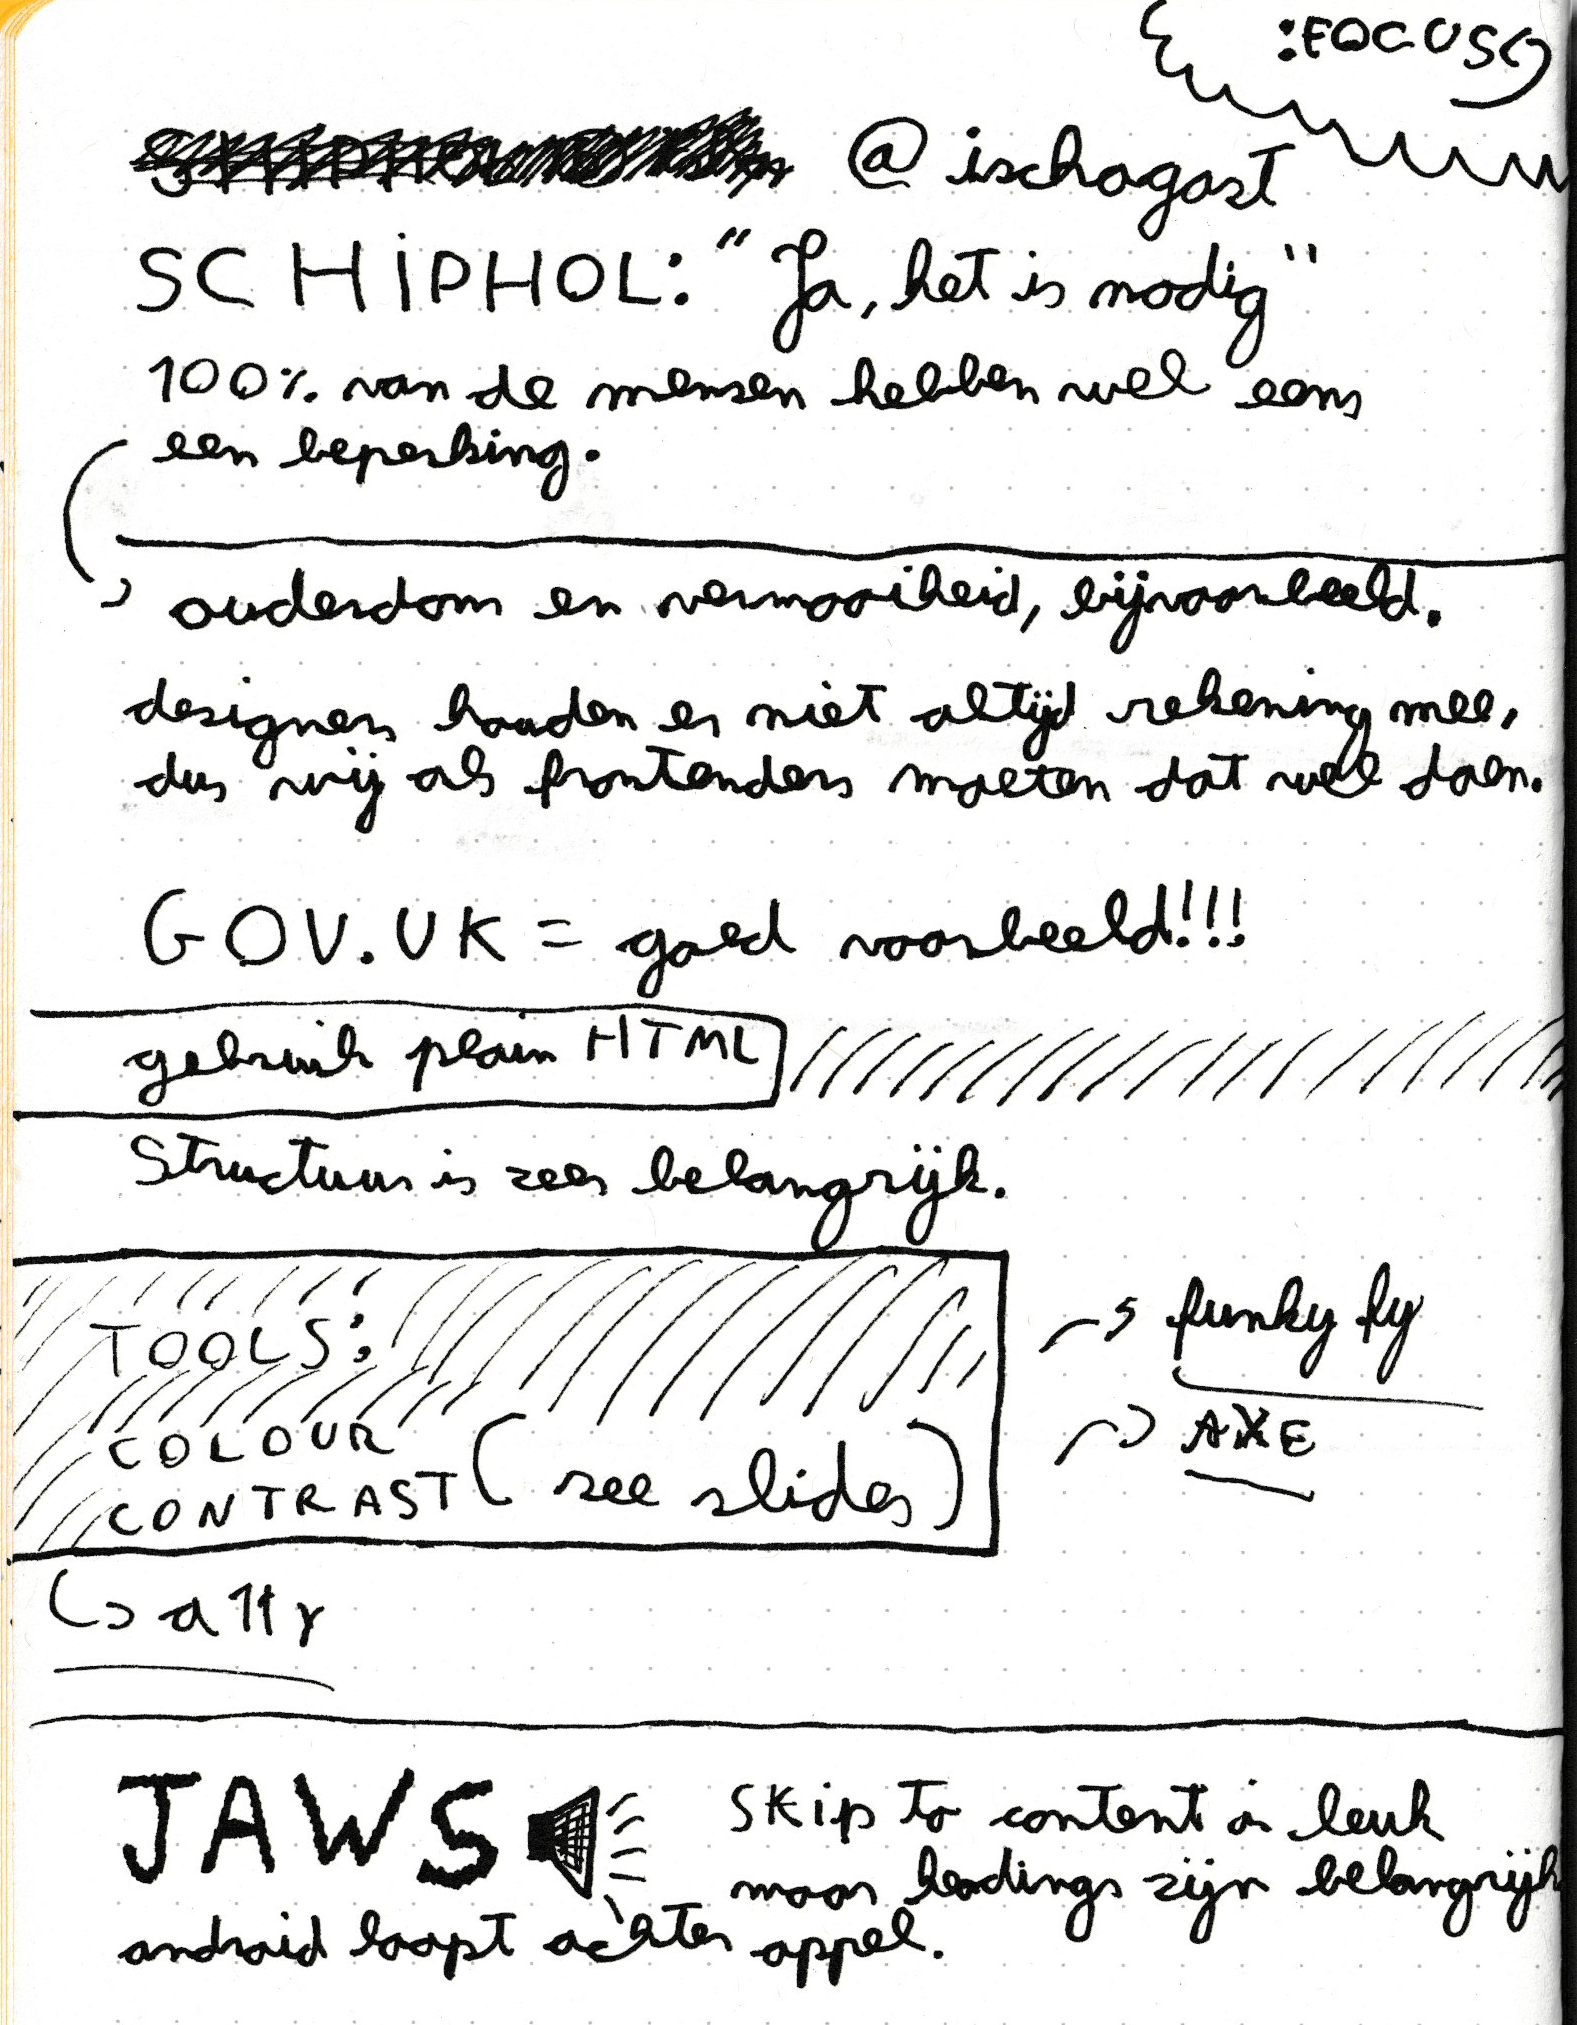 :FOCUS
@ischagast
SCHIPHOL: "Ja, het is nodig"
100% van de mensen hebben wel eens
een beperking.
ouderdom en vermoeiheid, bijvoorbeeld.
designers houden er niet altijd rekening mee,
dus wij als frontenders moeten dat wel doen.
GOV.UK = goed voorbeeld!!!
gebruik plain HTML
Structuur is zeer belangrijk.
TOOLS:
COLOUR
CONTRAST (zee slides)
funky fy
AXE
a11y
JAWS
Skip to content is leuk
maar headings zijn belangrijk
android loopt achter appel.